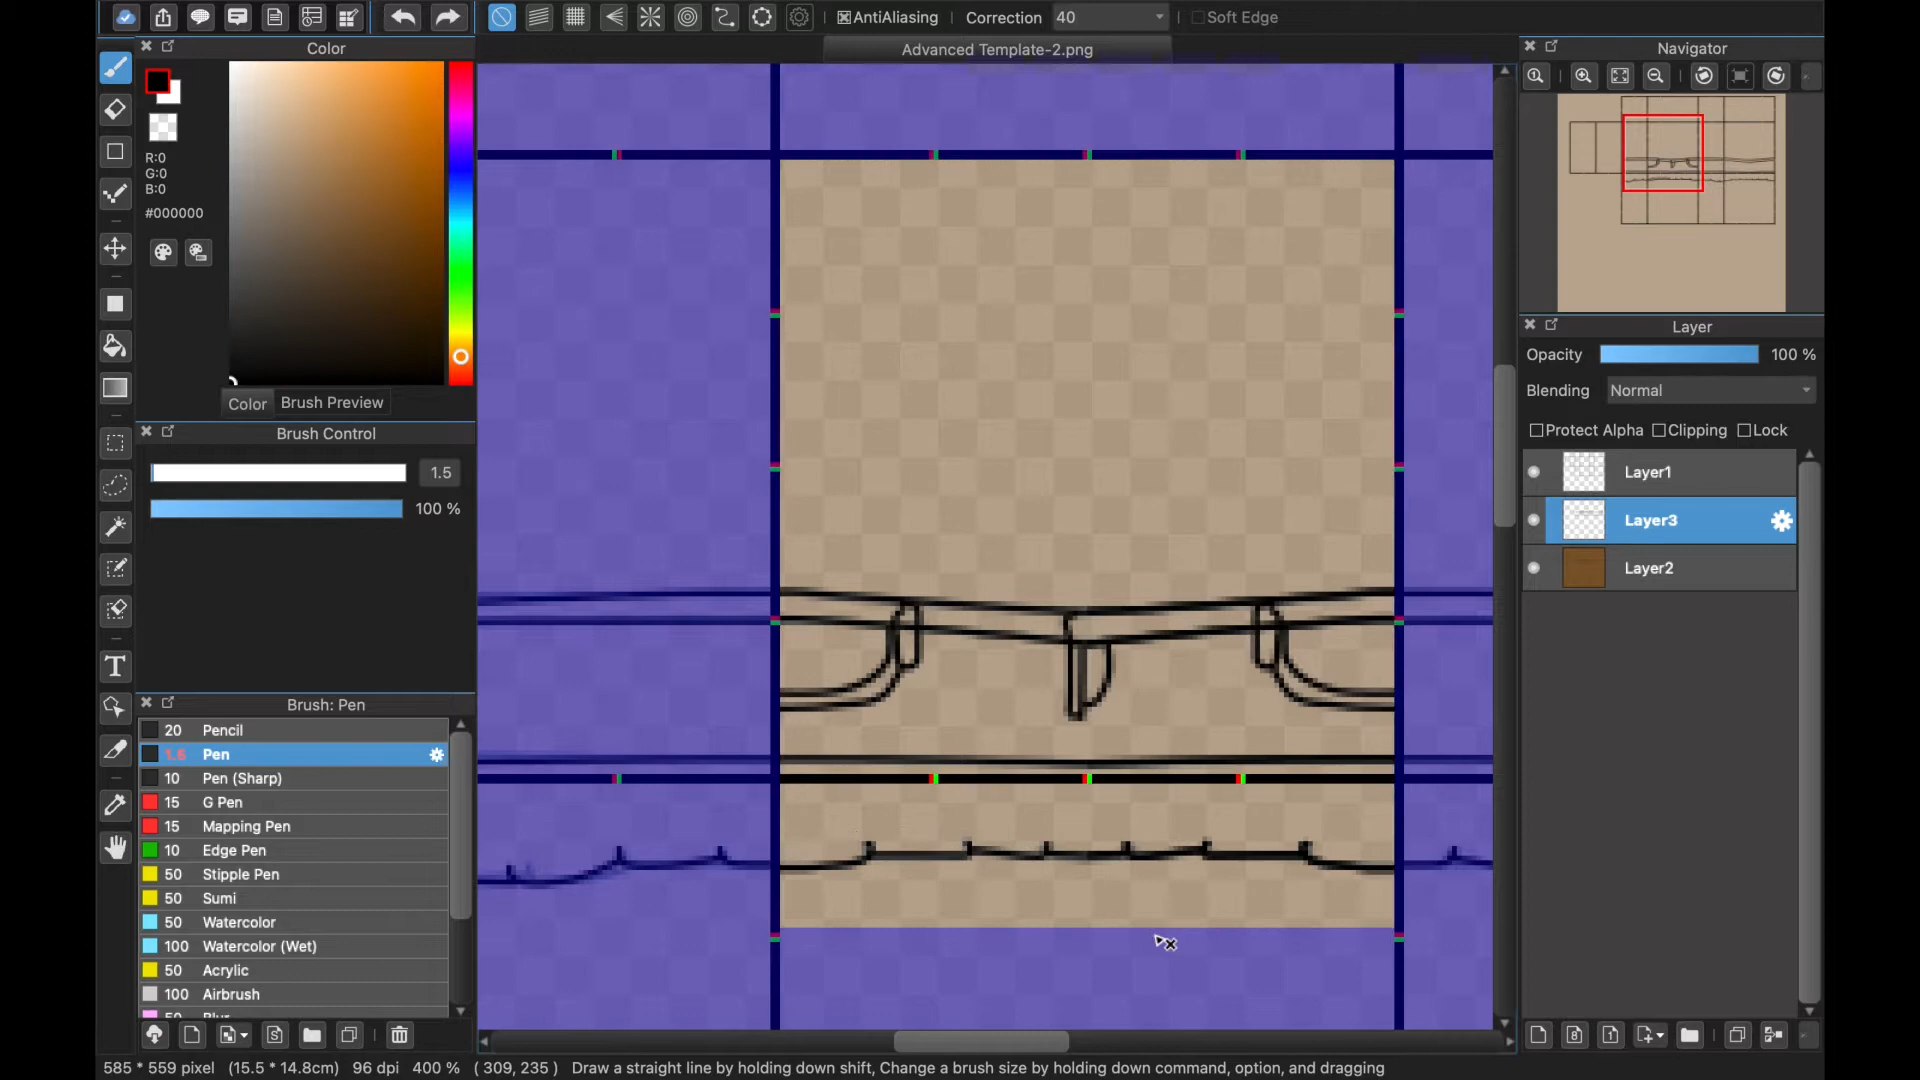 AntiAliasing
Correction
40
Soft Edge
Color
Advanced Template-2.png
Navigator
R:0
G:0
B:0
#000000
Color
Brush Preview
Brush Control
1.5
100 %
Layer
Opacity
100 %
Blending
Normal
Protect Alpha
Clipping
Lock
Layer1
Layer3
Layer2
Brush: Pen
20 Pencil
1.5 Pen
10 Pen (Sharp)
15 G Pen
15 Mapping Pen
10 Edge Pen
50 Stipple Pen
50 Sumi
50 Watercolor
100 Watercolor (Wet)
50 Acrylic
100 Airbrush
585 * 559 pixel (15.5 * 14.8cm) 96 dpi 400 % ( 309, 235 ) Draw a straight line by holding down shift, Change a brush size by holding down command, option, and dragging